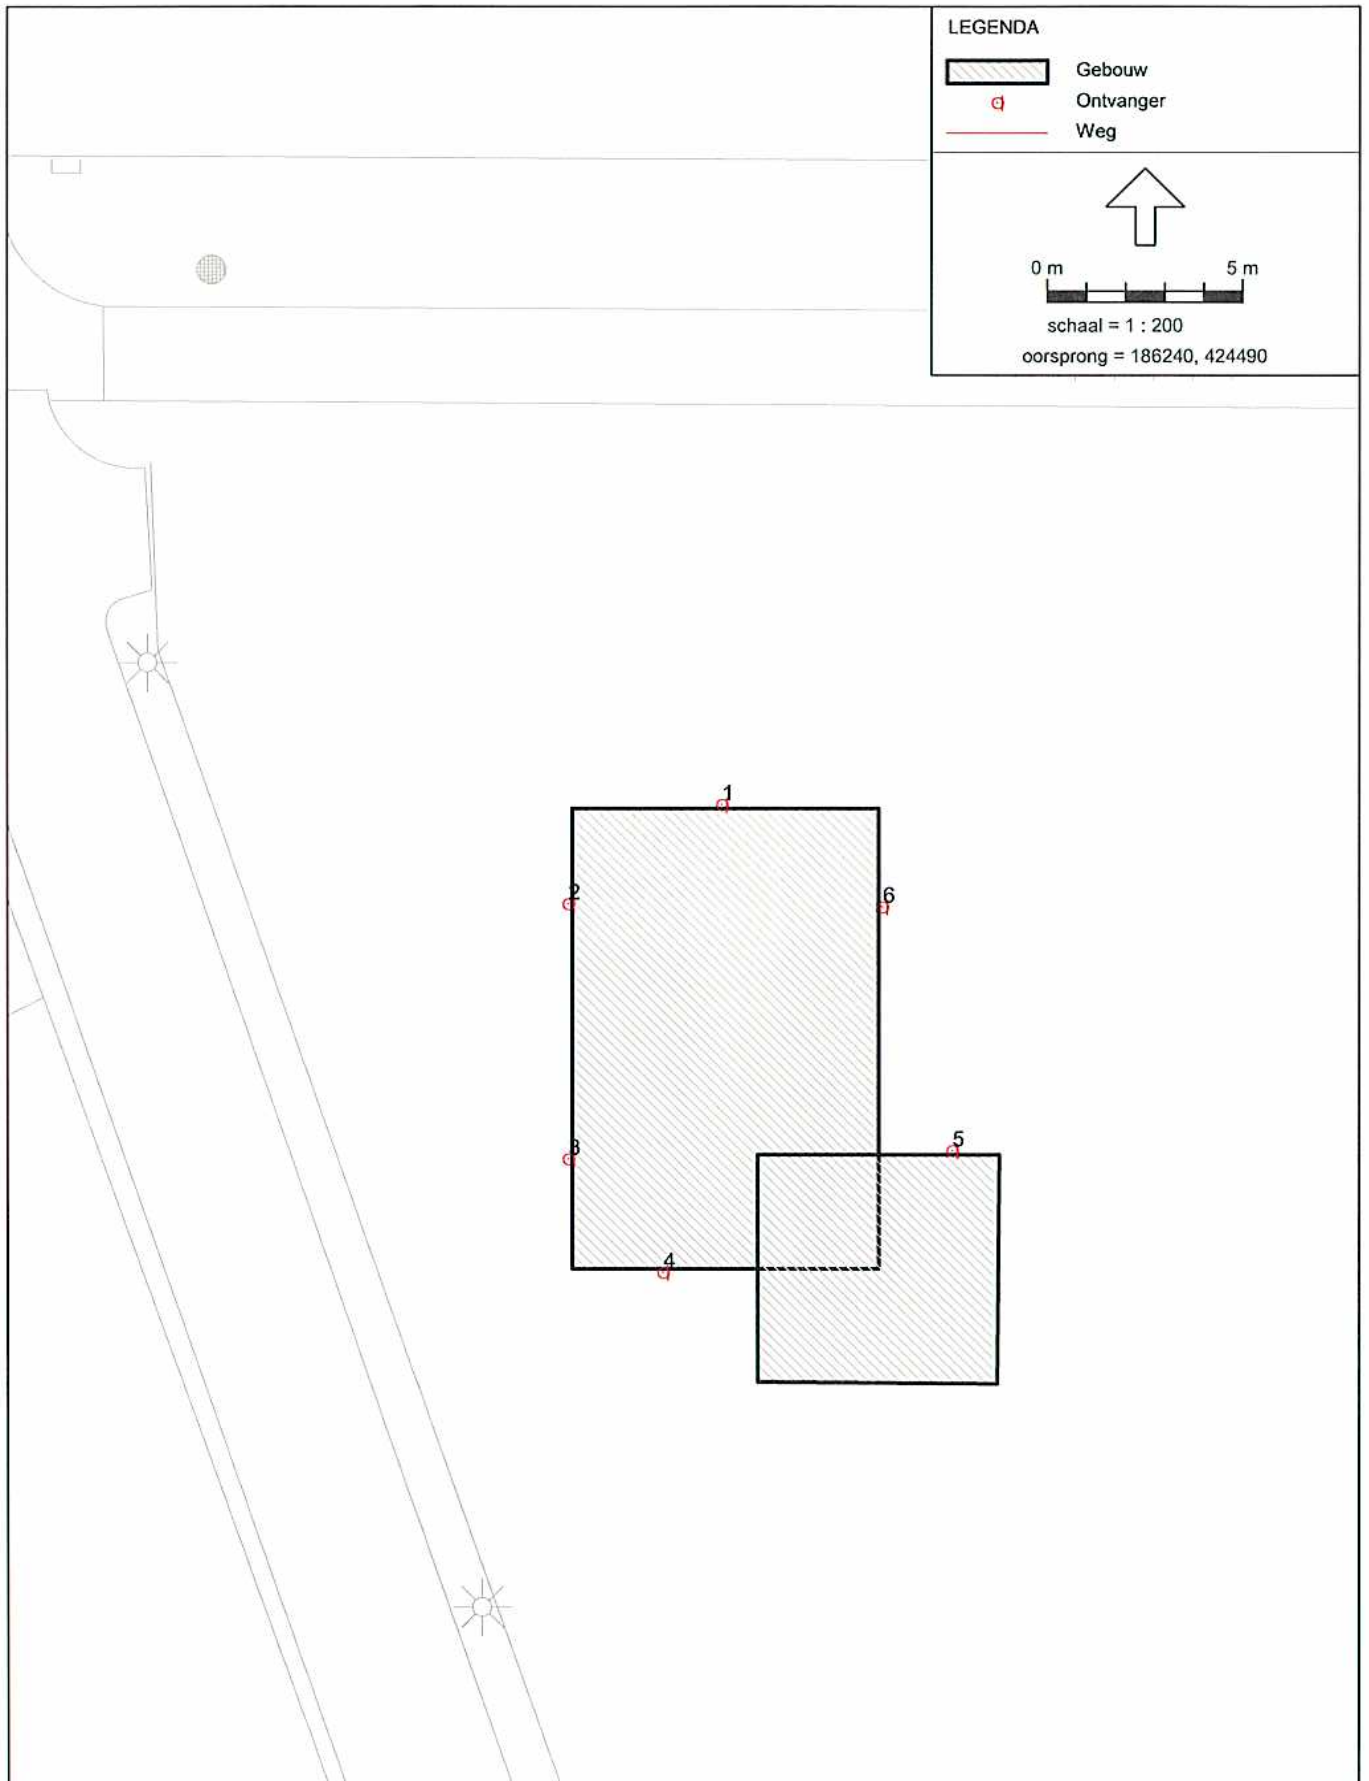 LEGENDA
Gebouw
Ontvanger
Weg
0 m 5 m
schaal = 1 : 200
oorsprong = 186240, 424490
1
2
6
3
5
4